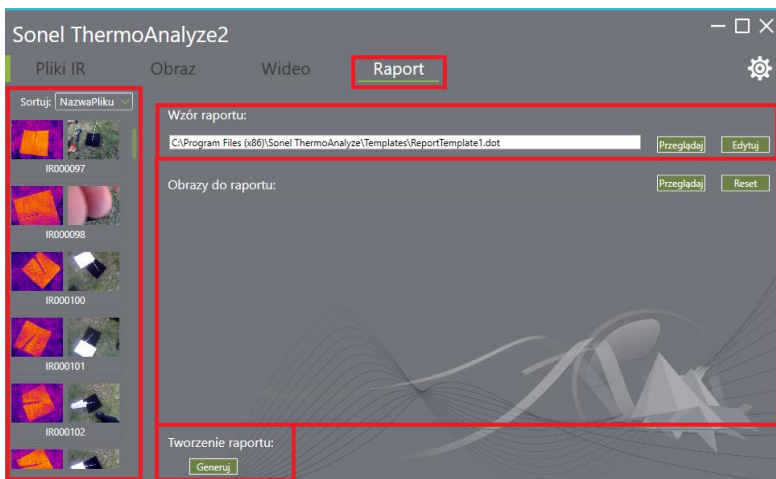 Sonel ThermoAnalyze2
Pliki IR Obraz Wideo Raport
Sortuj: NazwaPliku
IR000097
IR000098
IR000100
IR000101
IR000102
Wzór raportu:
C:\Program Files (x86)\Sonel ThermoAnalyze\Templates\ReportTemplate1.dot Przeglądaj Edytuj
Obrazy do raportu: Przeglądaj Reset
Tworzenie raportu:
Generuj